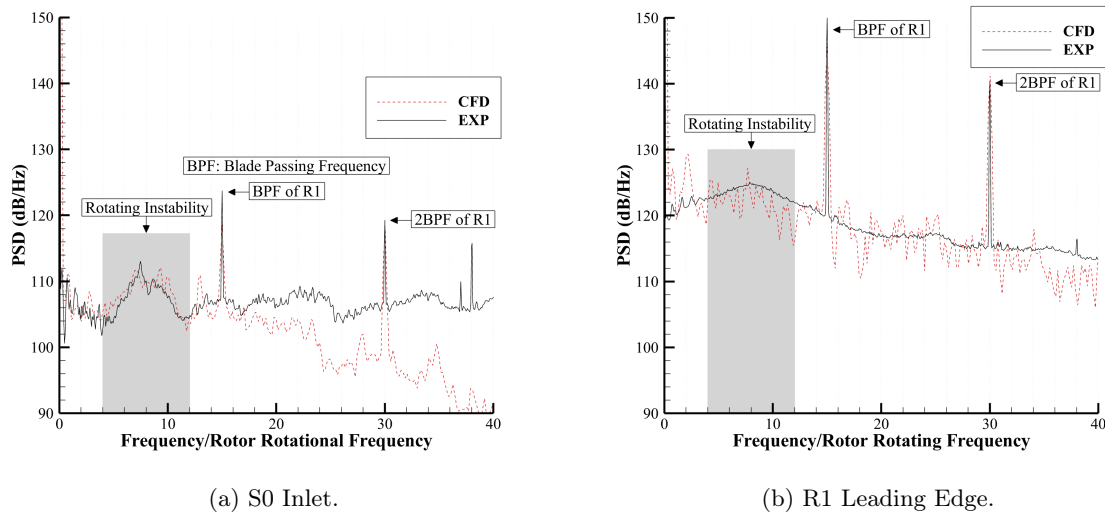 150
140
130
120
110
100
90
PSD (dB/Hz)
CFD
EXP
BPF: Blade Passing Frequency
BPF of R1
Rotating Instability
2BPF of R1
0
10
20
30
40
Frequency/Rotor Rotational Frequency
(a) S0 Inlet.
150
140
130
120
110
100
90
PSD (dB/Hz)
BPF of R1
CFD
EXP
2BPF of R1
Rotating Instability
0
10
20
30
40
Frequency/Rotor Rotating Frequency
(b) R1 Leading Edge.